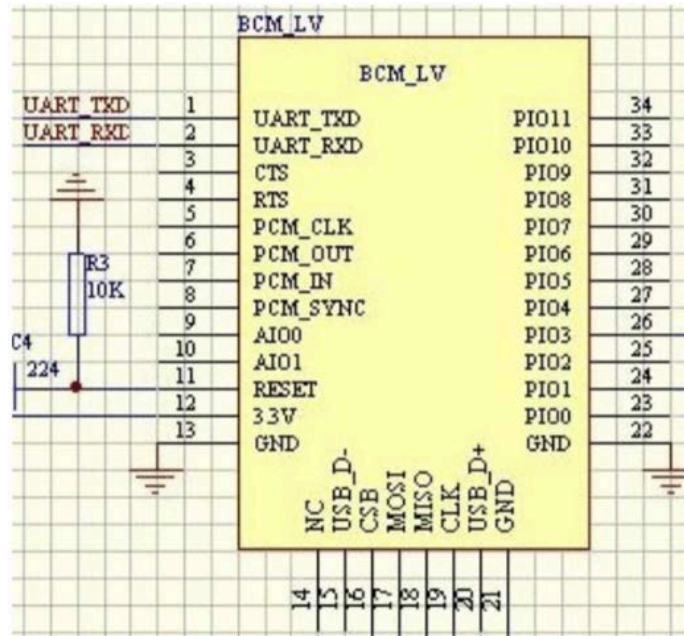 BCM_LV
BCM_LV
UART_TXD 1 UART_TXD PIO11 34
UART_RXD 2 UART_RXD PIO10 33
3 CTS PIO9 32
4 RTS PIO8 31
5 PCM_CLK PIO7 30
6 PCM_OUT PIO6 29
R3 7 PCM_IN PIO5 28
10K 8 PCM_SYNC PIO4 27
C4 9 AIO0 PIO3 26
224 10 AIO1 PIO2 25
11 RESET PIO1 24
12 3.3V PIO0 23
13 GND GND 22
NC USB_D- CSB MOSI MISO CLK USB_D+ GND
14 15 16 17 18 19 20 21